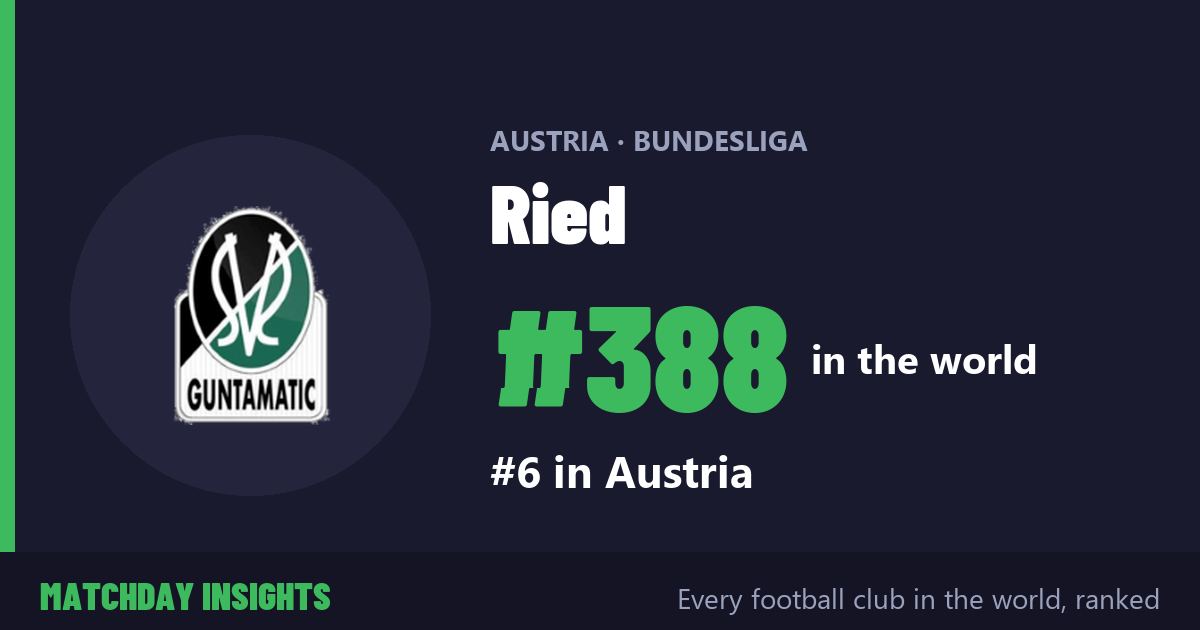 AUSTRIA · BUNDESLIGA
Ried
#388 in the world
#6 in Austria
SVR
GUNTAMATIC
MATCHDAY INSIGHTS
Every football club in the world, ranked